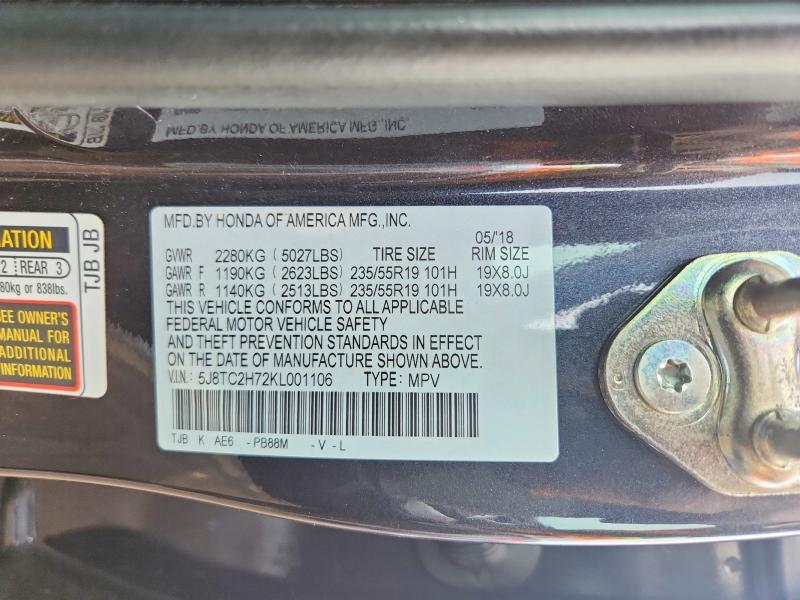 MFD.BY HONDA OF AMERICA MFG.,INC.
MFD.BY HONDA OF AMERICA MFG.,INC.
05/'18
GVWR 2280KG (5027LBS) TIRE SIZE RIM SIZE
GAWR F 1190KG (2623LBS) 235/55R19 101H 19X8.0J
GAWR R 1140KG (2513LBS) 235/55R19 101H 19X8.0J
THIS VEHICLE CONFORMS TO ALL APPLICABLE
FEDERAL MOTOR VEHICLE SAFETY
AND THEFT PREVENTION STANDARDS IN EFFECT
ON THE DATE OF MANUFACTURE SHOWN ABOVE.
V.I.N.: 5J8TC2H72KL001106 TYPE: MPV
TJB K AE6 -PB88M -V-L
2 REAR 3
80kg or 838lbs.
SEE OWNER'S
MANUAL FOR
ADDITIONAL
INFORMATION
TJB JB